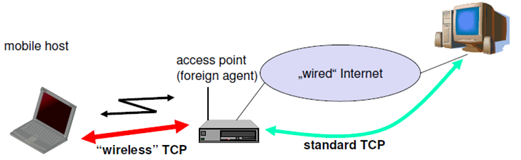 mobile host
access point
(foreign agent)
„wired“ Internet
“wireless” TCP
standard TCP